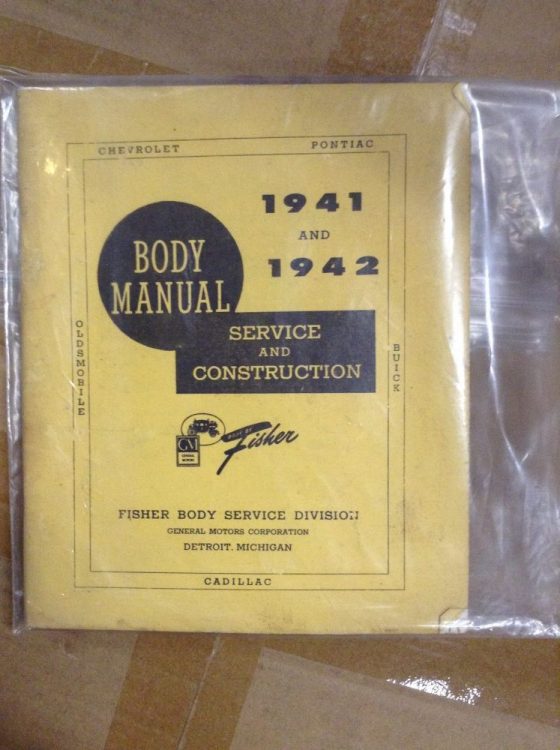 CHEVROLET
PONTIAC
1941
AND
1942
BODY
MANUAL
SERVICE
AND
CONSTRUCTION
OLDSMOBILE
BUICK
GM
GENERAL
MOTORS
BODY BY
Fisher
FISHER BODY SERVICE DIVISION
GENERAL MOTORS CORPORATION
DETROIT, MICHIGAN
CADILLAC